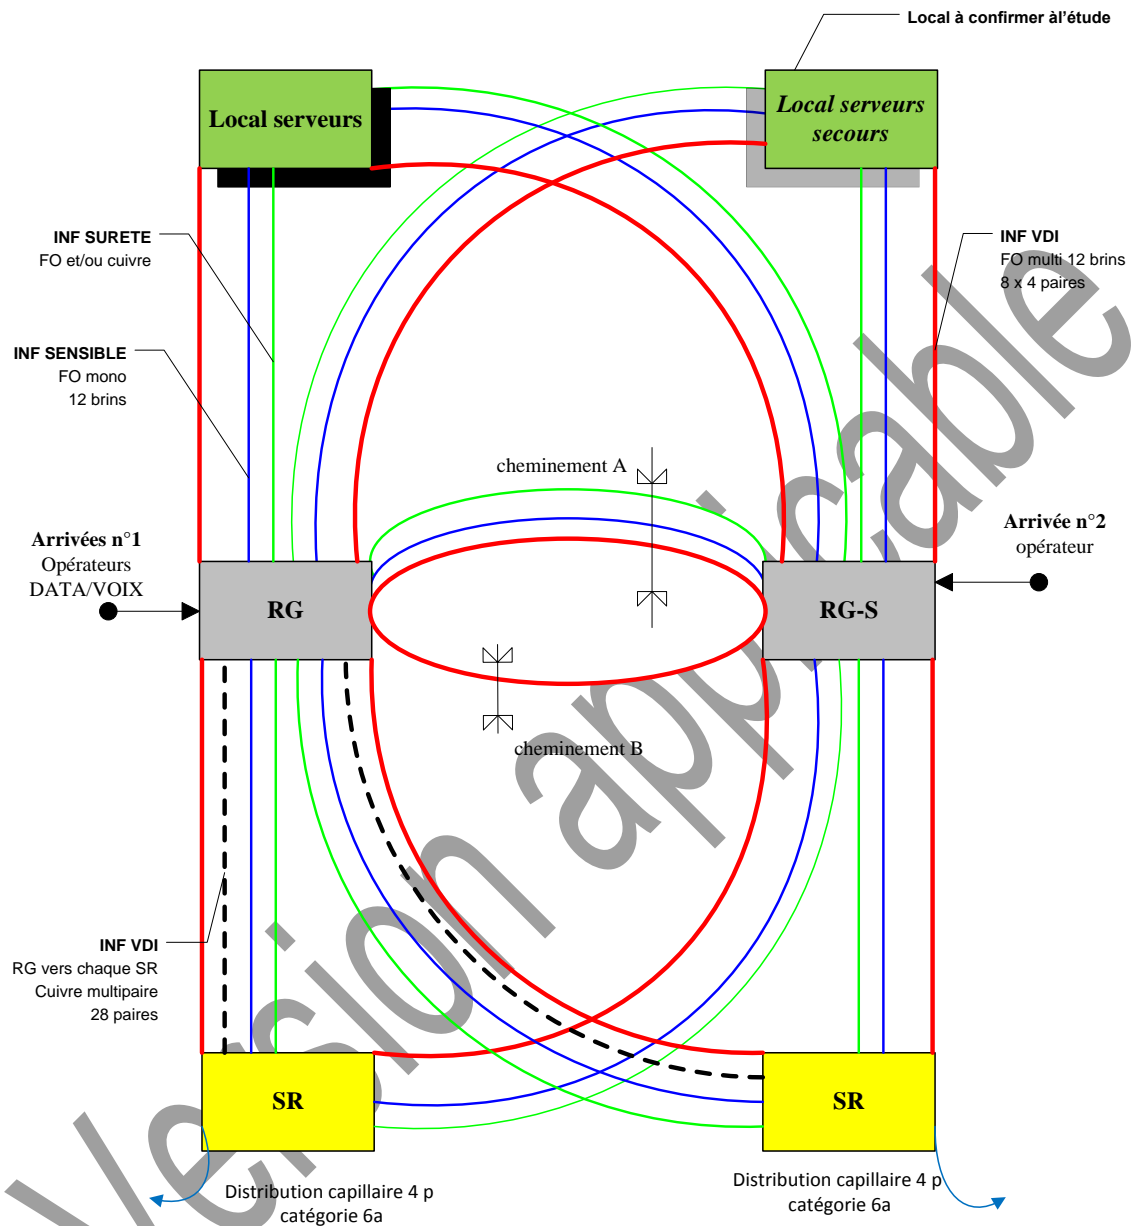 Local à confirmer àl'étude
Local serveurs
Local serveurs
secours
INF SURETE
FO et/ou cuivre
INF VDI
FO multi 12 brins
8 x 4 paires
INF SENSIBLE
FO mono
12 brins
cheminement A
Arrivées n°1
Opérateurs
DATA/VOIX
Arrivée n°2
opérateur
RG
RG-S
cheminement B
INF VDI
RG vers chaque SR
Cuivre multipaire
28 paires
SR
SR
Distribution capillaire 4 p
catégorie 6a
Distribution capillaire 4 p
catégorie 6a
Version applicable